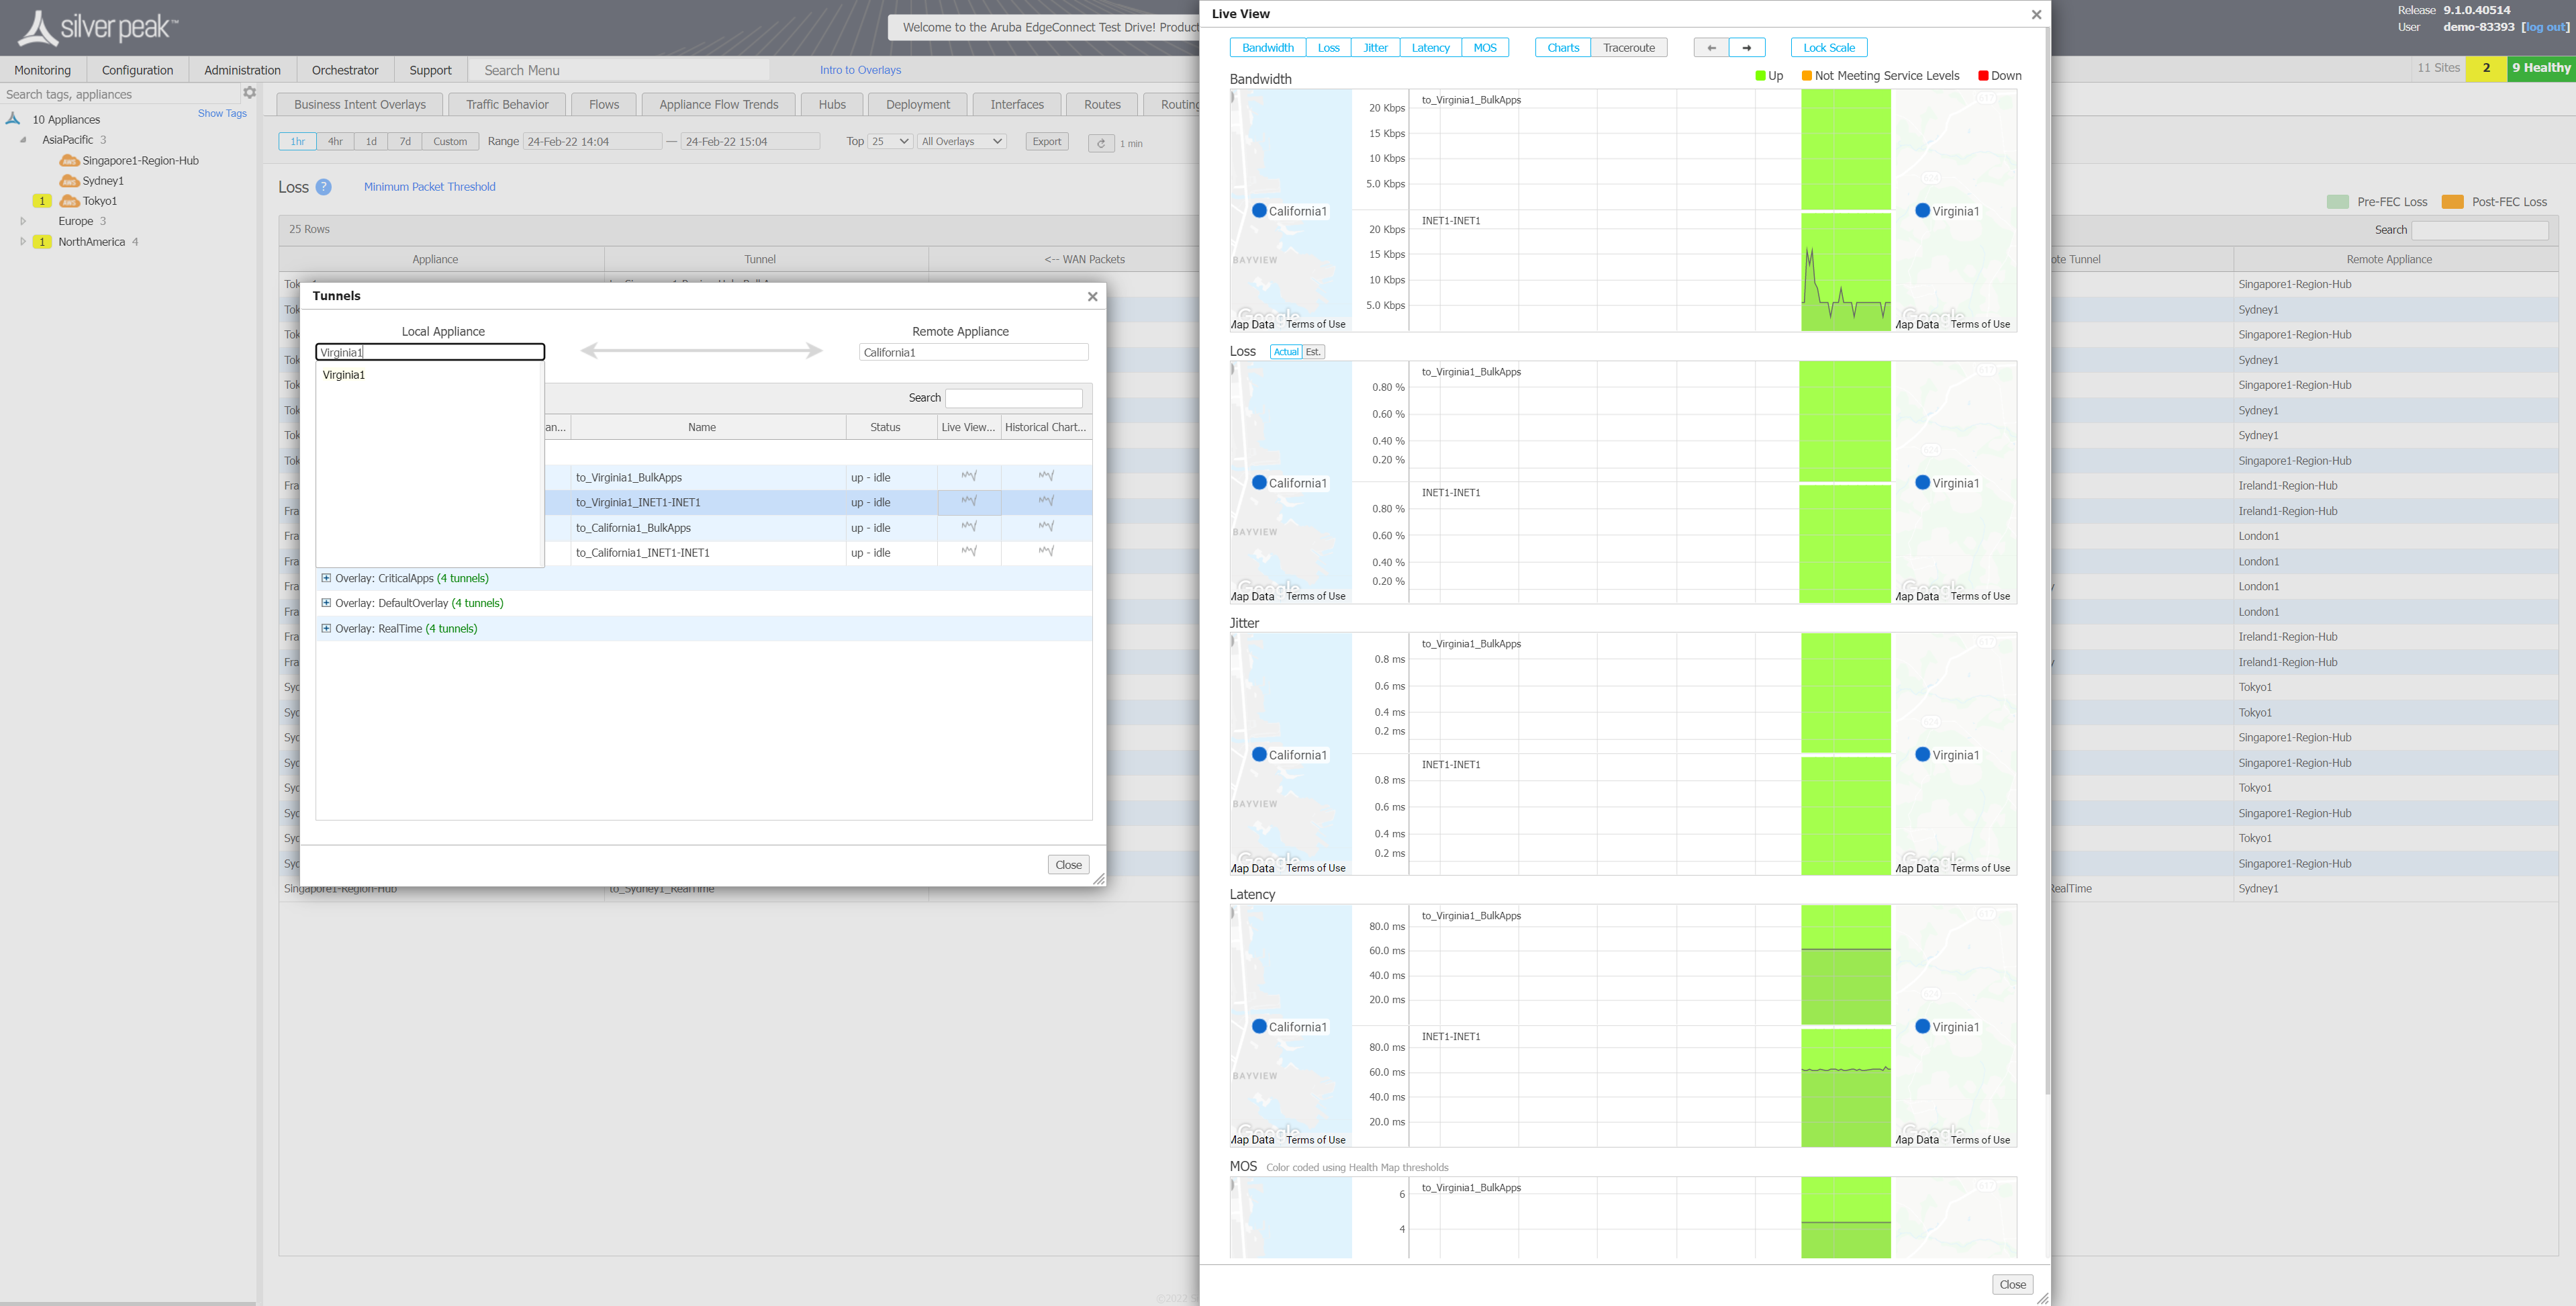 silver peak™
Welcome to the Aruba EdgeConnect Test Drive! Product
Release 9.1.0.40514
User demo-83393 [log out]
Monitoring Configuration Administration Orchestrator Support Search Menu Intro to Overlays
11 Sites 2 9 Healthy
Search tags, appliances
Show Tags
10 Appliances
AsiaPacific 3
aws Singapore1-Region-Hub
aws Sydney1
1 aws Tokyo1
Europe 3
1 NorthAmerica 4
Business Intent Overlays Traffic Behavior Flows Appliance Flow Trends Hubs Deployment Interfaces Routes Routing
1hr 4hr 1d 7d Custom Range 24-Feb-22 14:04 — 24-Feb-22 15:04 Top 25 All Overlays Export 1 min
Loss ? Minimum Packet Threshold
Pre-FEC Loss Post-FEC Loss
25 Rows
Search
Appliance Tunnel <-- WAN Packets
ote Tunnel Remote Appliance
Singapore1-Region-Hub
Sydney1
Singapore1-Region-Hub
Sydney1
Singapore1-Region-Hub
Sydney1
Sydney1
Singapore1-Region-Hub
Ireland1-Region-Hub
Ireland1-Region-Hub
London1
London1
London1
London1
Ireland1-Region-Hub
Ireland1-Region-Hub
Tokyo1
Tokyo1
Singapore1-Region-Hub
Singapore1-Region-Hub
Tokyo1
Singapore1-Region-Hub
Tokyo1
Singapore1-Region-Hub
Singapore1-Region-Hub to_Sydney1_RealTime
RealTime Sydney1
Tunnels
Local Appliance Remote Appliance
Virginia1 California1
Virginia1
Search
an... Name Status Live View... Historical Chart...
to_Virginia1_BulkApps up - idle
to_Virginia1_INET1-INET1 up - idle
to_California1_BulkApps up - idle
to_California1_INET1-INET1 up - idle
Overlay: CriticalApps (4 tunnels)
Overlay: DefaultOverlay (4 tunnels)
Overlay: RealTime (4 tunnels)
Close
Live View
Bandwidth Loss Jitter Latency MOS Charts Traceroute ← → Lock Scale
Bandwidth
Up Not Meeting Service Levels Down
to_Virginia1_BulkApps
20 Kbps
15 Kbps
10 Kbps
5.0 Kbps
California1 Virginia1
INET1-INET1
20 Kbps
15 Kbps
BAYVIEW
10 Kbps
5.0 Kbps
Google
Map Data Terms of Use
Map Data Terms of Use
Loss Actual Est.
to_Virginia1_BulkApps
0.80 %
0.60 %
0.40 %
0.20 %
California1 Virginia1
INET1-INET1
0.80 %
0.60 %
BAYVIEW
0.40 %
0.20 %
Google
Map Data Terms of Use
Map Data Terms of Use
Jitter
to_Virginia1_BulkApps
0.8 ms
0.6 ms
0.4 ms
0.2 ms
California1 Virginia1
INET1-INET1
0.8 ms
0.6 ms
BAYVIEW
0.4 ms
0.2 ms
Google
Map Data Terms of Use
Map Data Terms of Use
Latency
to_Virginia1_BulkApps
80.0 ms
60.0 ms
40.0 ms
20.0 ms
California1 Virginia1
INET1-INET1
80.0 ms
60.0 ms
BAYVIEW
40.0 ms
20.0 ms
Google
Map Data Terms of Use
Map Data Terms of Use
MOS Color coded using Health Map thresholds
to_Virginia1_BulkApps
6
4
Close